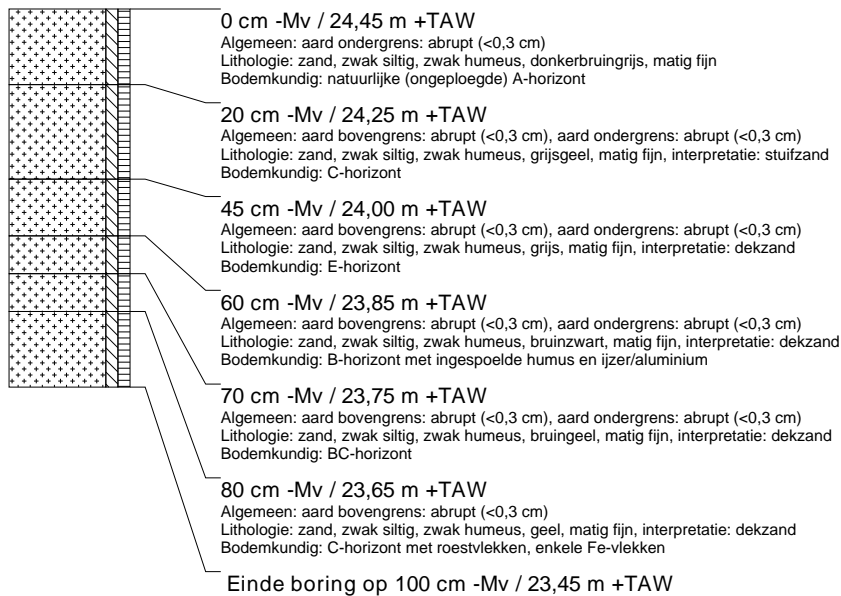 0 cm -Mv / 24,45 m +TAW
Algemeen: aard ondergrens: abrupt (<0,3 cm)
Lithologie: zand, zwak siltig, zwak humeus, donkerbruingrijs, matig fijn
Bodemkundig: natuurlijke (ongeploegde) A-horizont
20 cm -Mv / 24,25 m +TAW
Algemeen: aard bovengrens: abrupt (<0,3 cm), aard ondergrens: abrupt (<0,3 cm)
Lithologie: zand, zwak siltig, zwak humeus, grijsgeel, matig fijn, interpretatie: stuifzand
Bodemkundig: C-horizont
45 cm -Mv / 24,00 m +TAW
Algemeen: aard bovengrens: abrupt (<0,3 cm), aard ondergrens: abrupt (<0,3 cm)
Lithologie: zand, zwak siltig, zwak humeus, grijs, matig fijn, interpretatie: dekzand
Bodemkundig: E-horizont
60 cm -Mv / 23,85 m +TAW
Algemeen: aard bovengrens: abrupt (<0,3 cm), aard ondergrens: abrupt (<0,3 cm)
Lithologie: zand, zwak siltig, zwak humeus, bruinzwart, matig fijn, interpretatie: dekzand
Bodemkundig: B-horizont met ingespoelde humus en ijzer/aluminium
70 cm -Mv / 23,75 m +TAW
Algemeen: aard bovengrens: abrupt (<0,3 cm), aard ondergrens: abrupt (<0,3 cm)
Lithologie: zand, zwak siltig, zwak humeus, bruingeel, matig fijn, interpretatie: dekzand
Bodemkundig: BC-horizont
80 cm -Mv / 23,65 m +TAW
Algemeen: aard bovengrens: abrupt (<0,3 cm)
Lithologie: zand, zwak siltig, zwak humeus, geel, matig fijn, interpretatie: dekzand
Bodemkundig: C-horizont met roestvlekken, enkele Fe-vlekken
Einde boring op 100 cm -Mv / 23,45 m +TAW